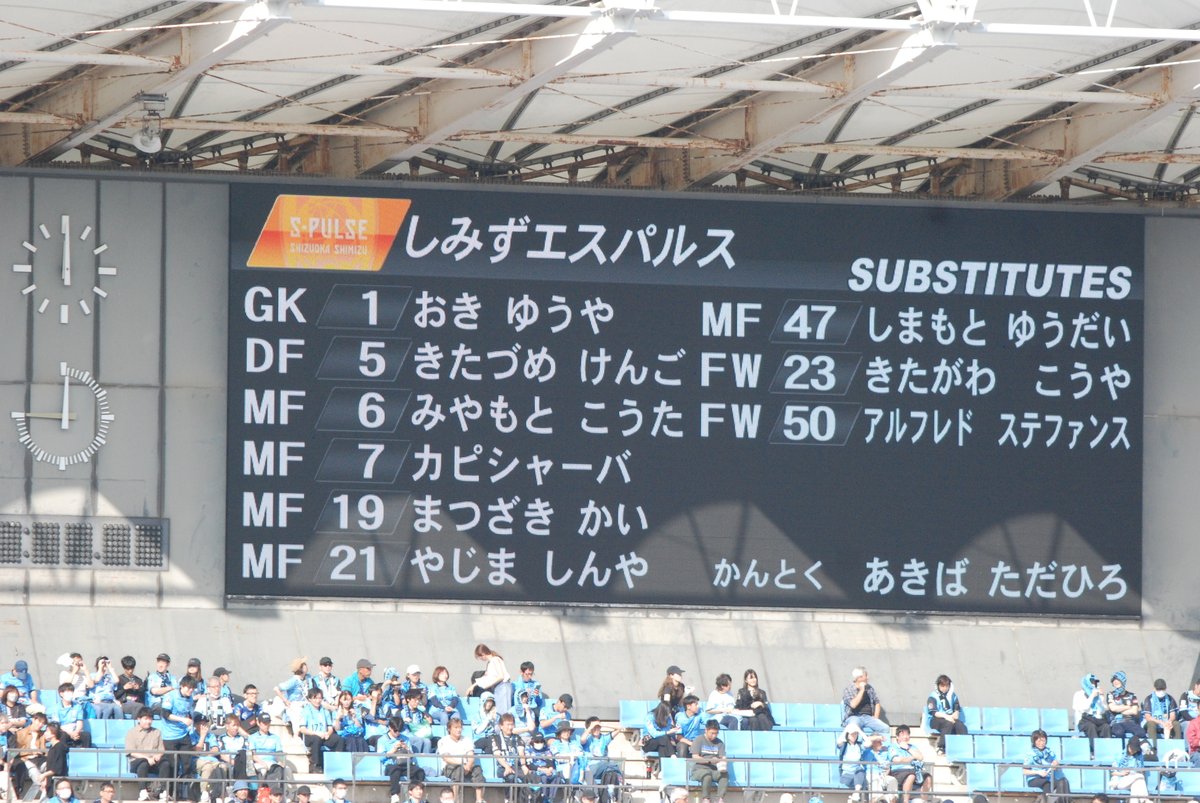 S-PULSE
SHIZUOKA SHIMIZU
しみずエスパルス
SUBSTITUTES
GK 1 おき ゆうや
DF 5 きたづめ けんご
MF 6 みやもと こうた
MF 7 カピシャーバ
MF 19 まつざき かい
MF 21 やじま しんや
MF 47 しまもと ゆうだい
FW 23 きたがわ こうや
FW 50 アルフレド ステファンス
かんとく あきば ただひろ